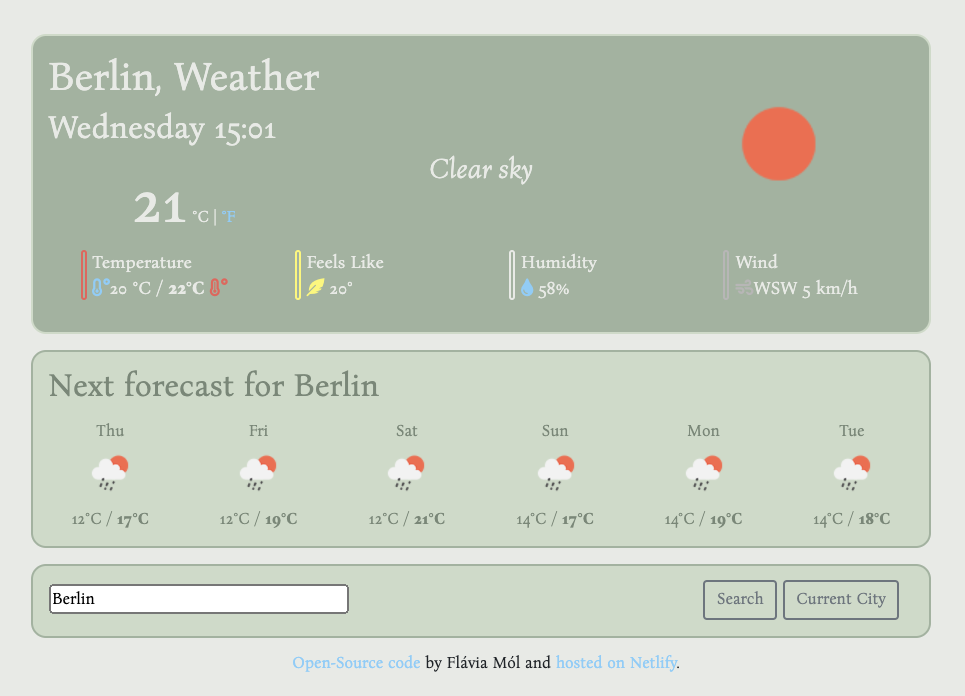 Berlin, Weather
Wednesday 15:01
Clear sky
21 °C | °F
Temperature
20 °C / 22°C
Feels Like
20°
Humidity
58%
Wind
WSW 5 km/h
Next forecast for Berlin
Thu Fri Sat Sun Mon Tue
12°C / 17°C 12°C / 19°C 12°C / 21°C 14°C / 17°C 14°C / 19°C 14°C / 18°C
Berlin
Search
Current City
Open-Source code by Flávia Mól and hosted on Netlify.